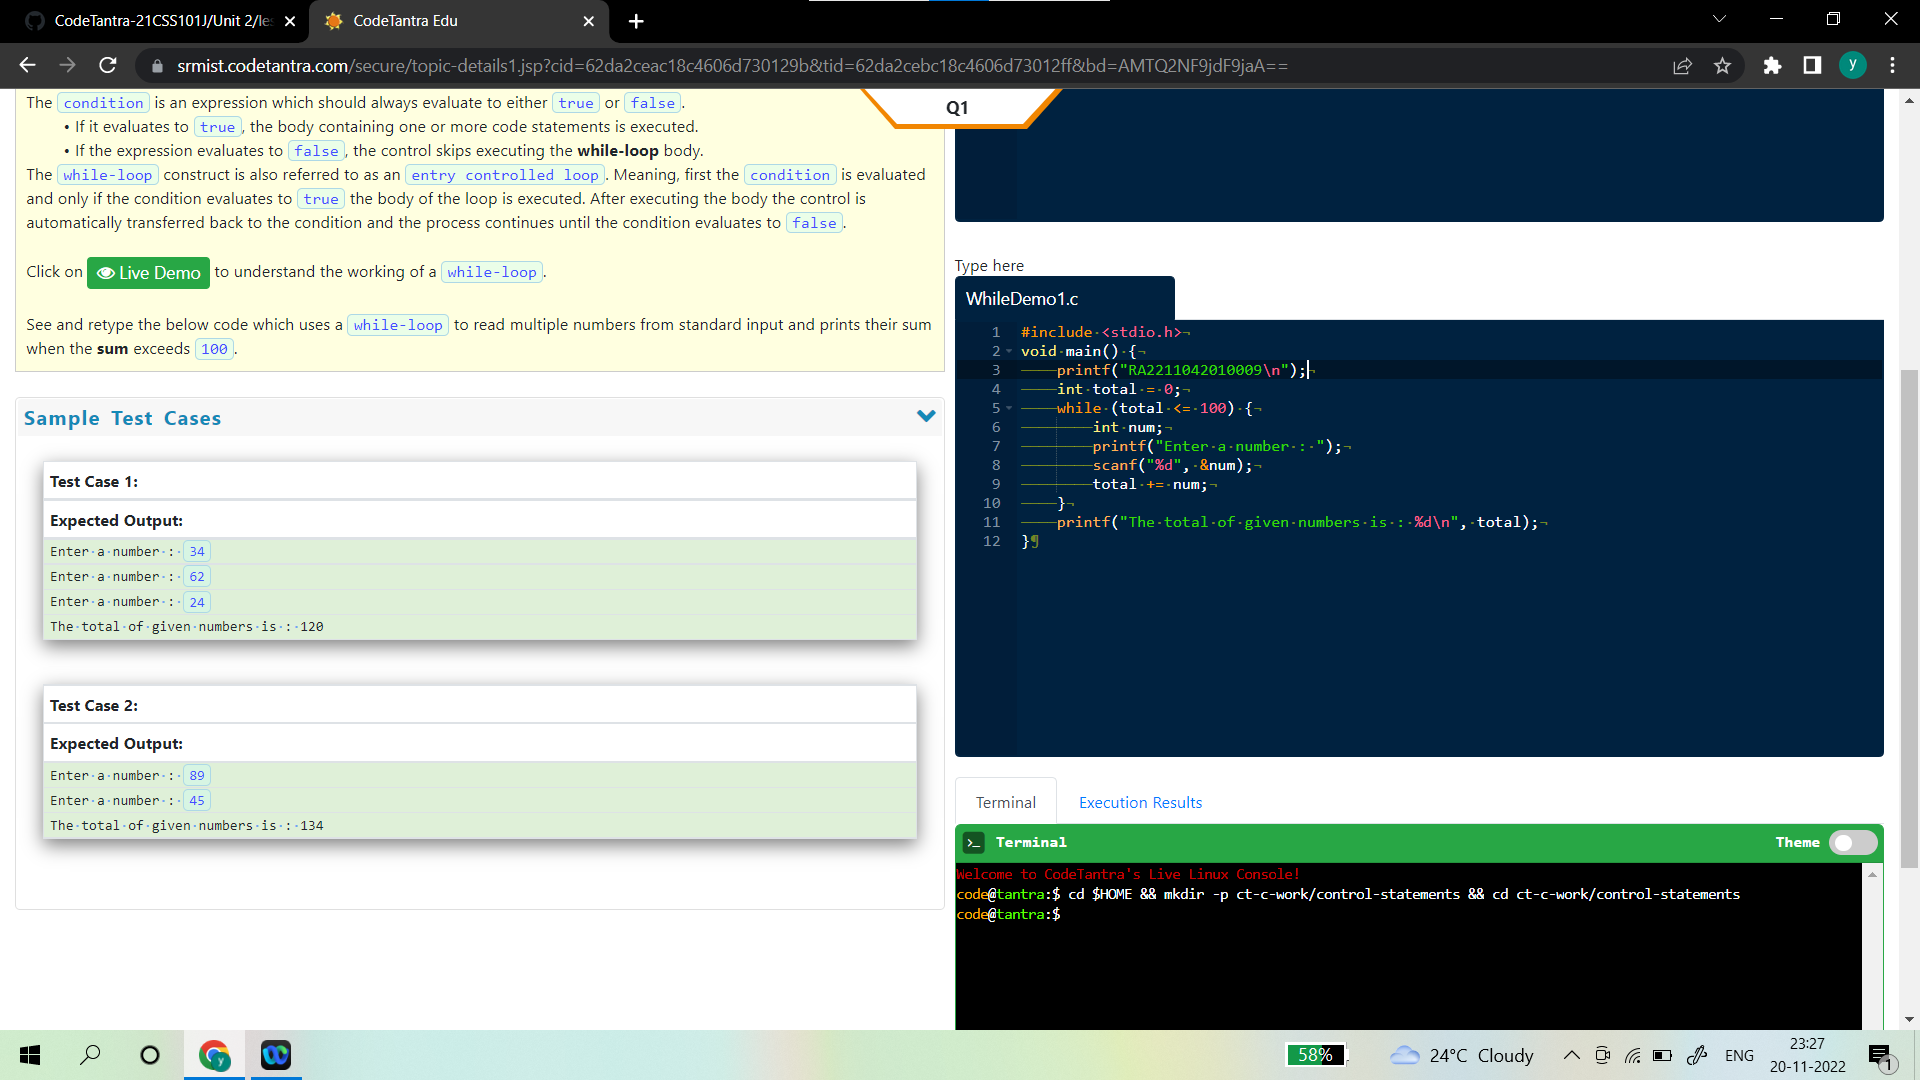 CodeTantra-21CSS101J/Unit 2/les
CodeTantra Edu
srmist.codetantra.com/secure/topic-details1.jsp?cid=62da2ceac18c4606d730129b&tid=62da2cebc18c4606d73012ff&bd=AMTQ2NF9jdF9jaA==
y
Q1
The condition is an expression which should always evaluate to either true or false.
• If it evaluates to true, the body containing one or more code statements is executed.
• If the expression evaluates to false, the control skips executing the while-loop body.
The while-loop construct is also referred to as an entry controlled loop. Meaning, first the condition is evaluated
and only if the condition evaluates to true the body of the loop is executed. After executing the body the control is
automatically transferred back to the condition and the process continues until the condition evaluates to false.
Click on Live Demo to understand the working of a while-loop.
See and retype the below code which uses a while-loop to read multiple numbers from standard input and prints their sum
when the sum exceeds 100.
Sample Test Cases
Test Case 1:
Expected Output:
Enter·a·number·:· 34
Enter·a·number·:· 62
Enter·a·number·:· 24
The·total·of·given·numbers·is·:·120
Test Case 2:
Expected Output:
Enter·a·number·:· 89
Enter·a·number·:· 45
The·total·of·given·numbers·is·:·134
Type here
WhileDemo1.c
1 #include·<stdio.h>¬
2 void·main()·{¬
3 printf("RA2211042010009\n");¬
4 int·total·=·0;¬
5 while·(total·<=·100)·{¬
6 int·num;¬
7 printf("Enter·a·number·:·");¬
8 scanf("%d",·&num);¬
9 total·+=·num;¬
10 }¬
11 printf("The·total·of·given·numbers·is·:·%d\n",·total);¬
12 }¶
Terminal
Execution Results
>_ Terminal
Theme
Welcome to CodeTantra's Live Linux Console!
code@tantra:$ cd $HOME && mkdir -p ct-c-work/control-statements && cd ct-c-work/control-statements
code@tantra:$
y
58%
24°C Cloudy
ENG
23:27
20-11-2022
1